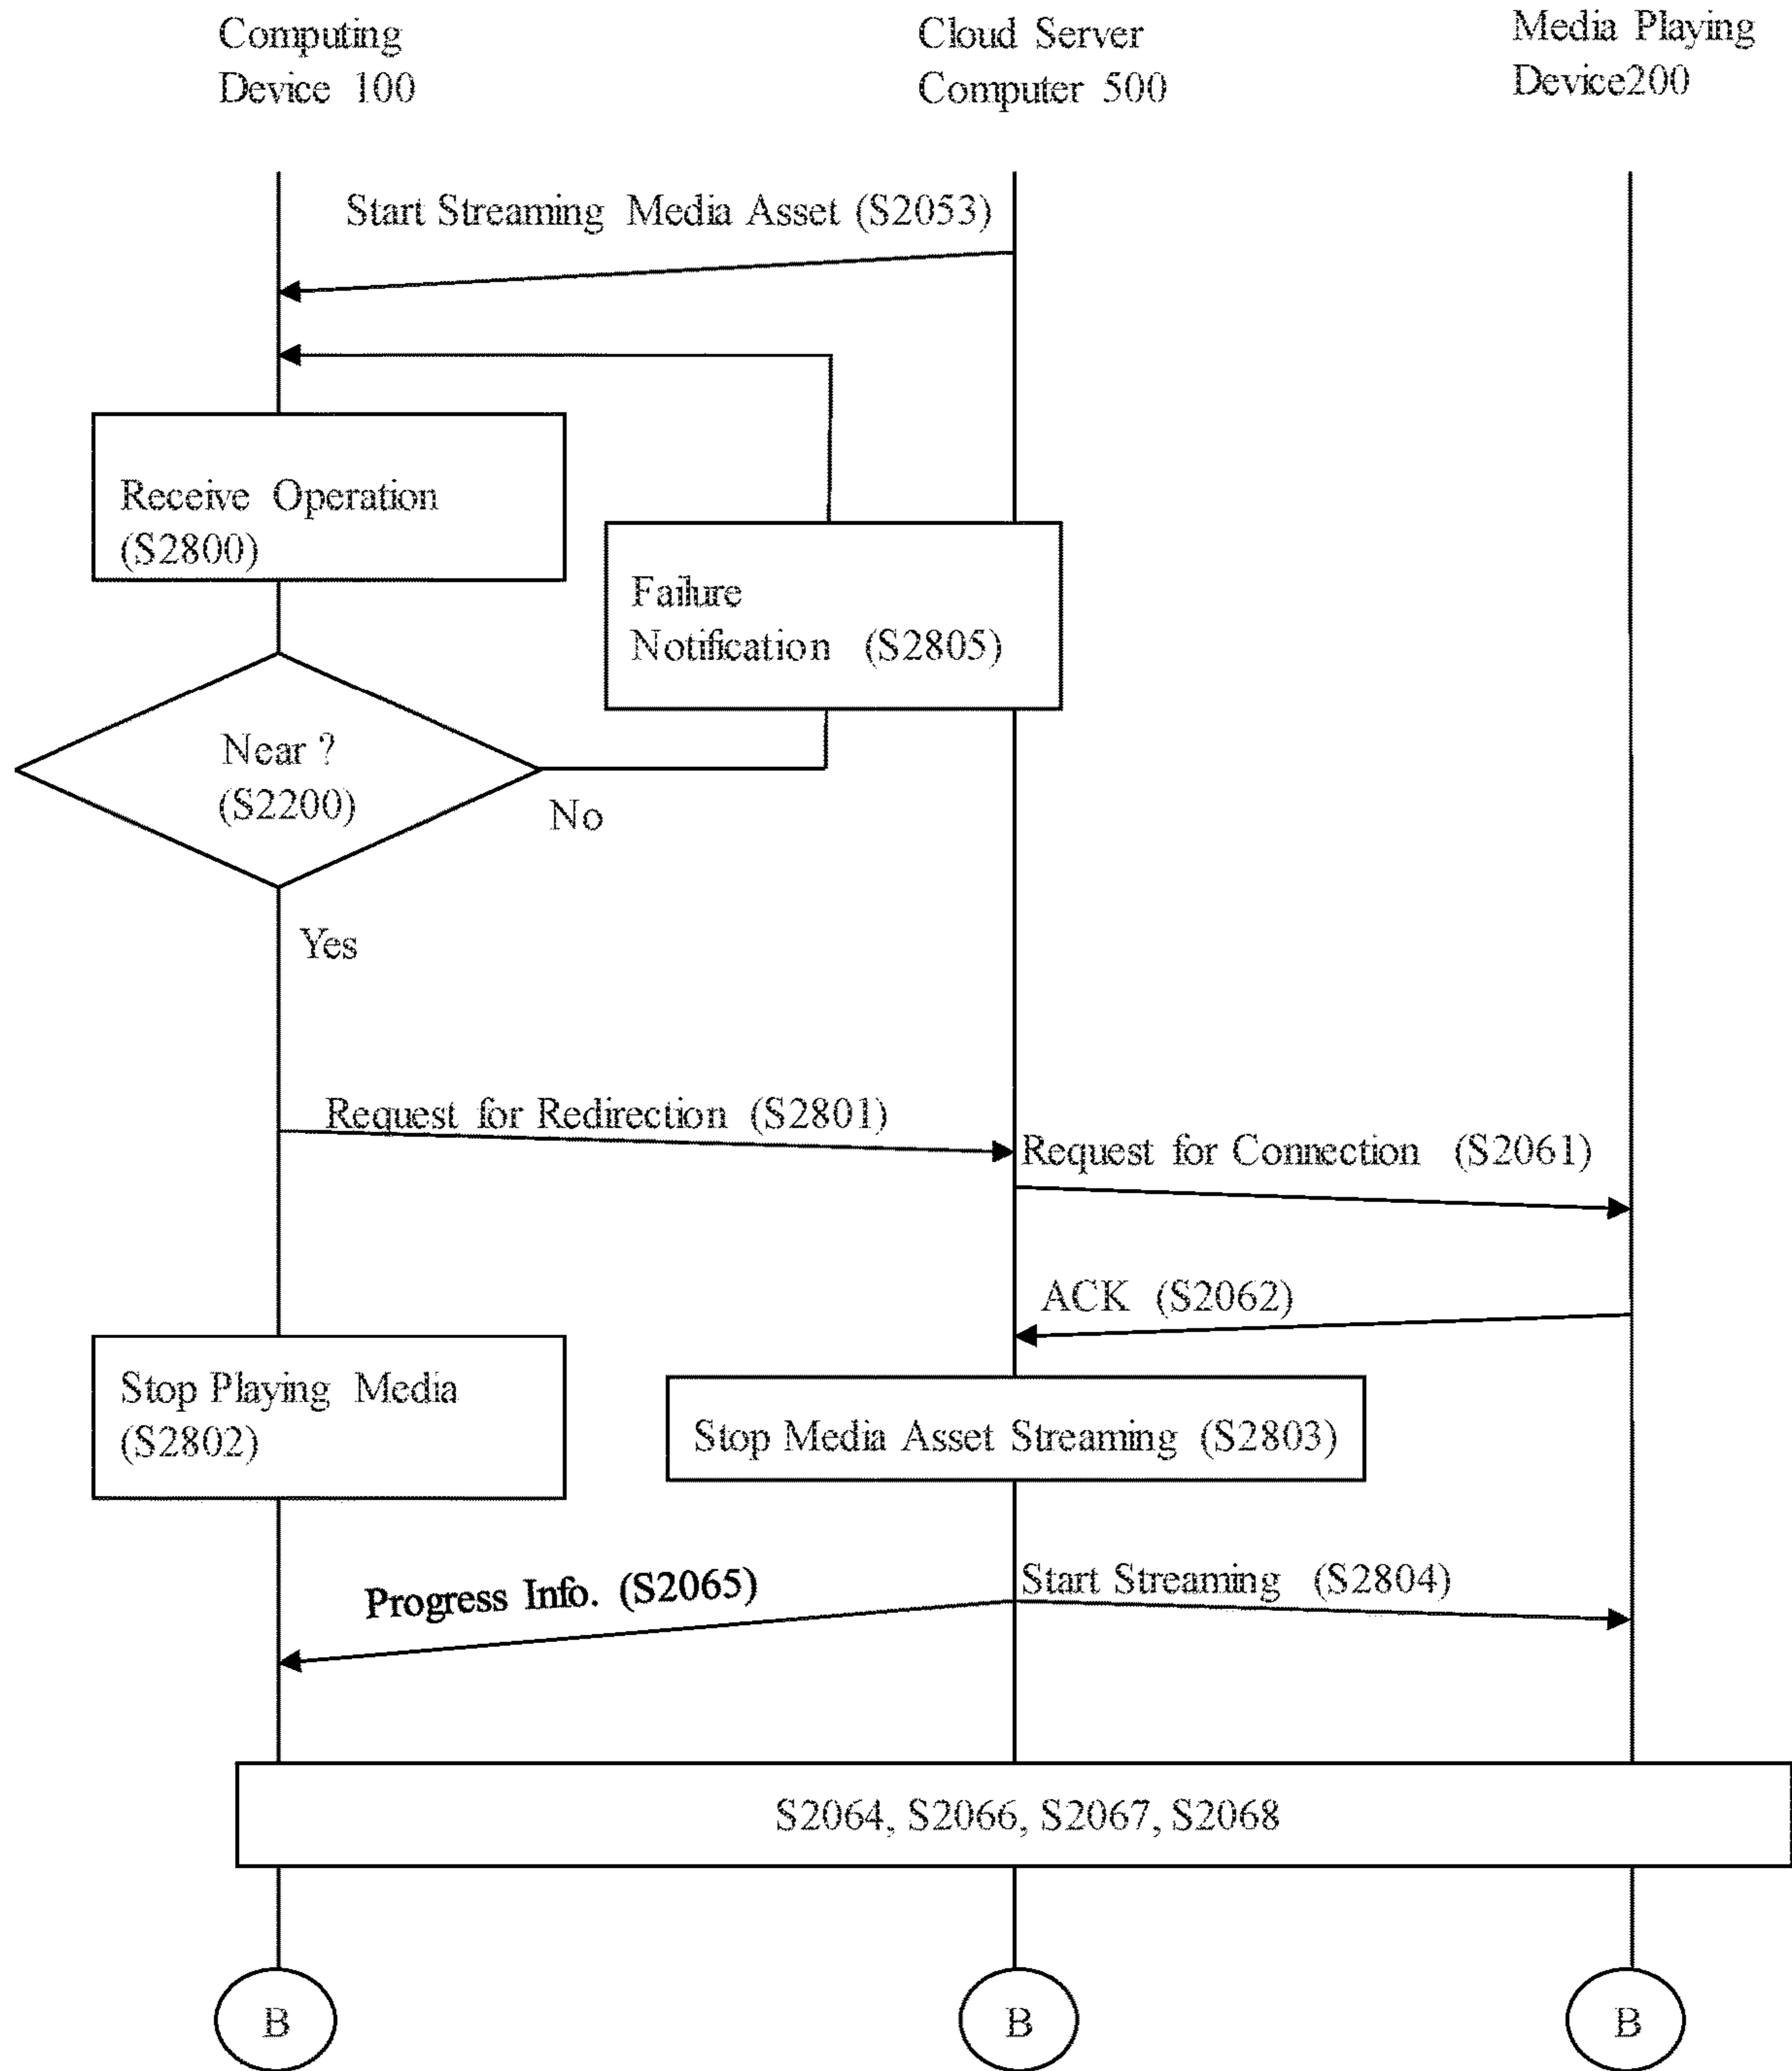 Computing
Device 100
Cloud Server
Computer 500
Media Playing
Device200
Start Streaming Media Asset (S2053)
Receive Operation
(S2800)
Failure
Notification (S2805)
Near ?
(S2200)
No
Yes
Request for Redirection (S2801)
Request for Connection (S2061)
ACK (S2062)
Stop Playing Media
(S2802)
Stop Media Asset Streaming (S2803)
Progress Info. (S2065)
Start Streaming (S2804)
S2064, S2066, S2067, S2068
B
B
B